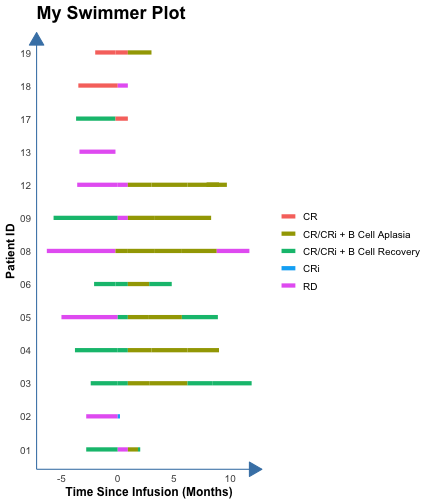 My Swimmer Plot
19
18
17
13
12
09
08
06
05
04
03
02
01
Patient ID
-5 0 5 10
Time Since Infusion (Months)
CR
CR/CRi + B Cell Aplasia
CR/CRi + B Cell Recovery
CRi
RD